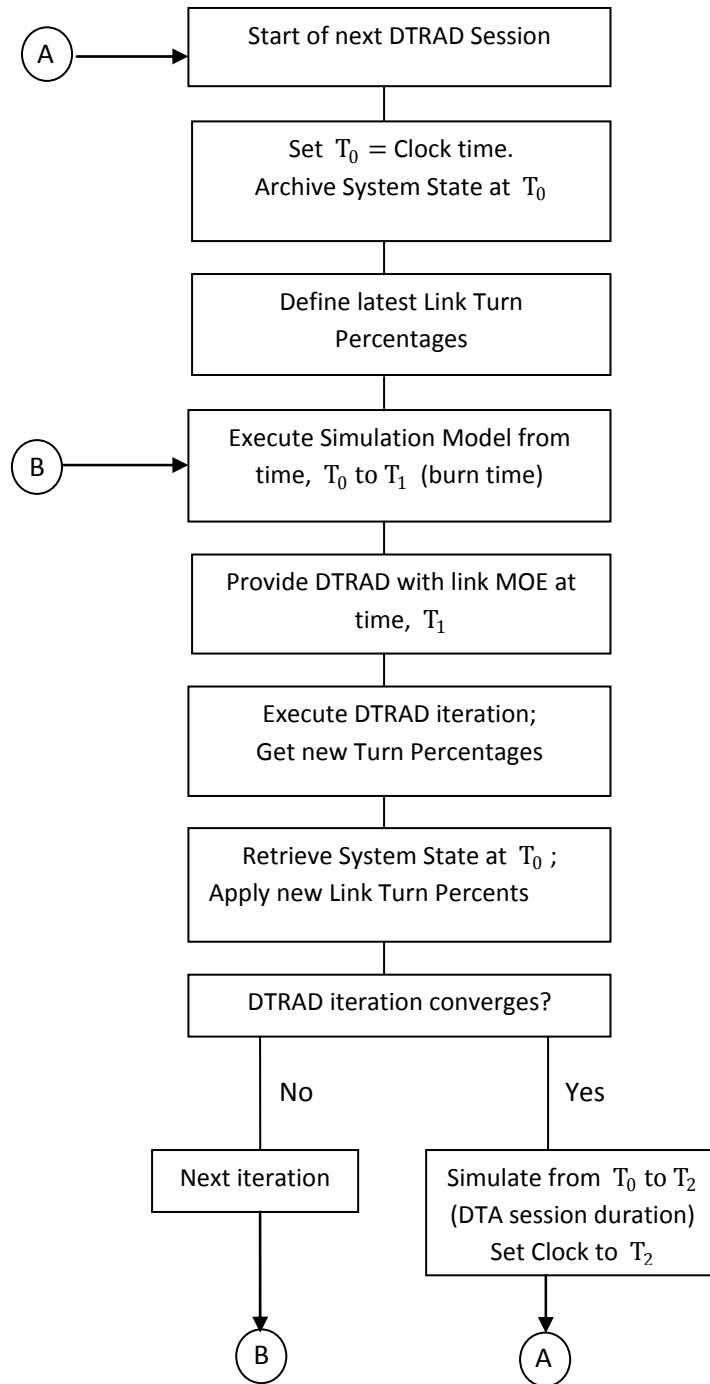 A
Start of next DTRAD Session
Set T₀ = Clock time.
Archive System State at T₀
Define latest Link Turn
Percentages
B
Execute Simulation Model from
time, T₀ to T₁ (burn time)
Provide DTRAD with link MOE at
time, T₁
Execute DTRAD iteration;
Get new Turn Percentages
Retrieve System State at T₀ ;
Apply new Link Turn Percents
DTRAD iteration converges?
No
Yes
Next iteration
Simulate from T₀ to T₂
(DTA session duration)
Set Clock to T₂
B
A